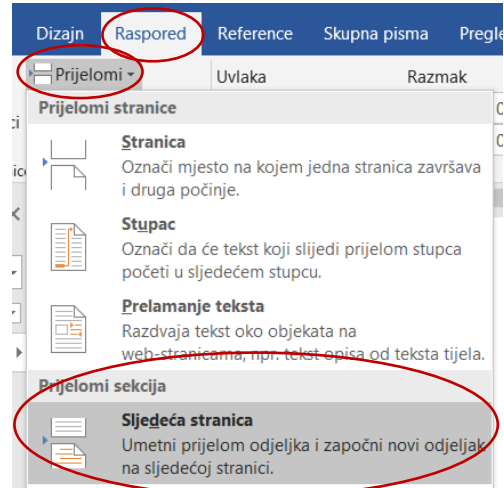 Dizajn Raspored Reference Skupna pisma
Prijelomi Uvlaka Razmak
Prijelomi stranice
Stranica
Označi mjesto na kojem jedna stranica završava
i druga počinje.
Stupac
Označi da će tekst koji slijedi prijelom stupca
početi u sljedećem stupcu.
Prelamanje teksta
Razdvaja tekst oko objekata na
web-stranicama, npr. tekst opisa od teksta tijela.
Prijelomi sekcija
Sljedeća stranica
Umetni prijelom odjeljka i započni novi odjeljak
na sljedećoj stranici.